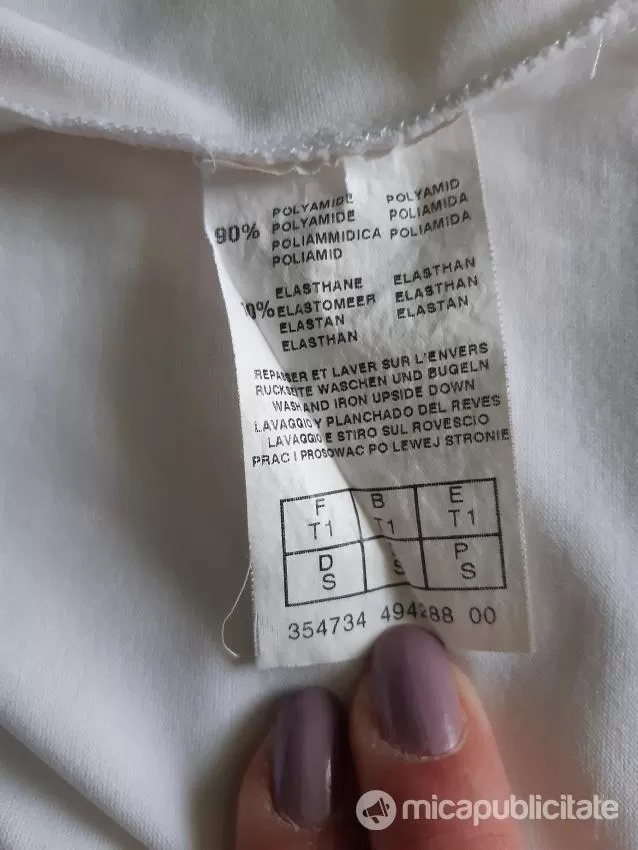 90%
POLYAMIDE POLYAMID
POLYAMIDE POLIAMIDA
POLIAMMIDICA POLIAMIDA
POLIAMID
0%
ELASTHANE ELASTHAN
ELASTOMEER ELASTHAN
ELASTAN ELASTAN
ELASTHAN
REPASSER ET LAVER SUR L'ENVERS
RUCKSEITE WASCHEN UND BUGELN
WASH AND IRON UPSIDE DOWN
LAVAGGIO Y PLANCHADO DEL REVES
LAVAGGIO E STIRO SUL ROVESCIO
PRAC I PROSOWAC PO LEWEJ STRONIE
F B E
T1 T1 T1
D P
S S S
354734 494288 00
micapublicitate